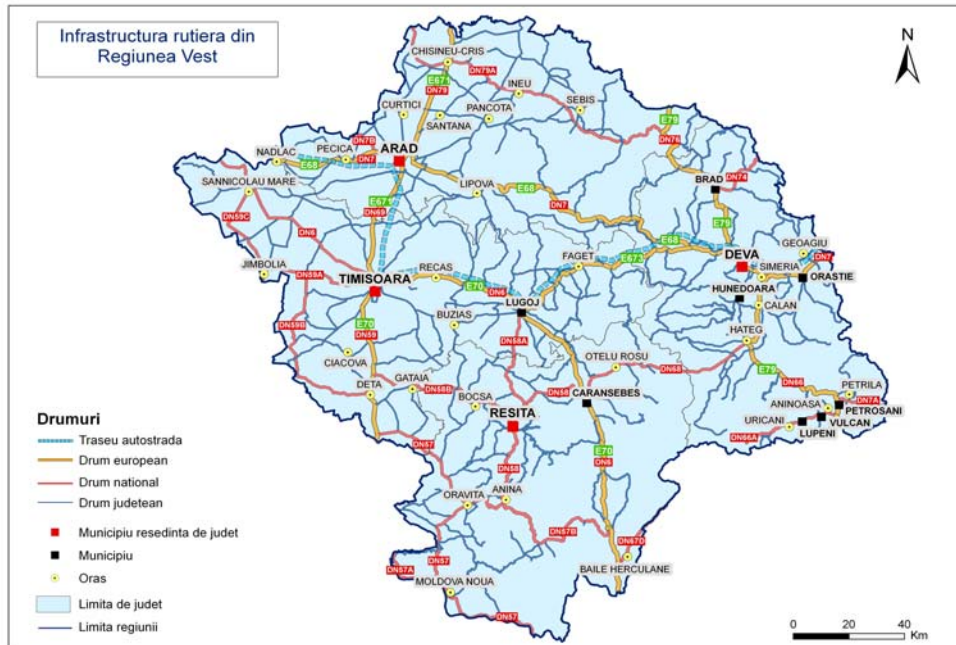 Infrastructura rutiera din
Regiunea Vest
N
CHISINEU-CRIS
DN79A
E671
DN79
INEU
SEBIS
CURTICI
PANCOTA
SANTANA
E79
DN76
DN7B
NADLAC
PECICA
ARAD
DN7
E68
SANNICOLAU MARE
LIPOVA
E68
DN7
BRAD
DN74
E671
DN69
DN59C
DN6
E79
E68
GEOAGIU
DN7
JIMBOLIA
DN59A
RECAS
FAGET
E673
DEVA
SIMERIA
ORASTIE
TIMISOARA
E70
DN6
LUGOJ
HUNEDOARA
CALAN
BUZIAS
DN59B
E70
DN59
DN58A
HATEG
CIACOVA
OTELU ROSU
DN68
E79
DN66
DETA
GATAIA
DN58B
BOCSA
DN58
CARANSEBES
PETRILA
ANINOASA
DN7A
PETROSANI
RESITA
URICANI
VULCAN
LUPENI
DN66A
DN57
E70
DN6
DN58
ORAVITA
ANINA
DN57B
DN67D
DN57
DN57A
BAILE HERCULANE
MOLDOVA NOUA
DN57
Drumuri
Traseu autostrada
Drum european
Drum national
Drum judetean
Municipiu resedinta de judet
Municipiu
Oras
Limita de judet
Limita regiunii
0 20 40
Km